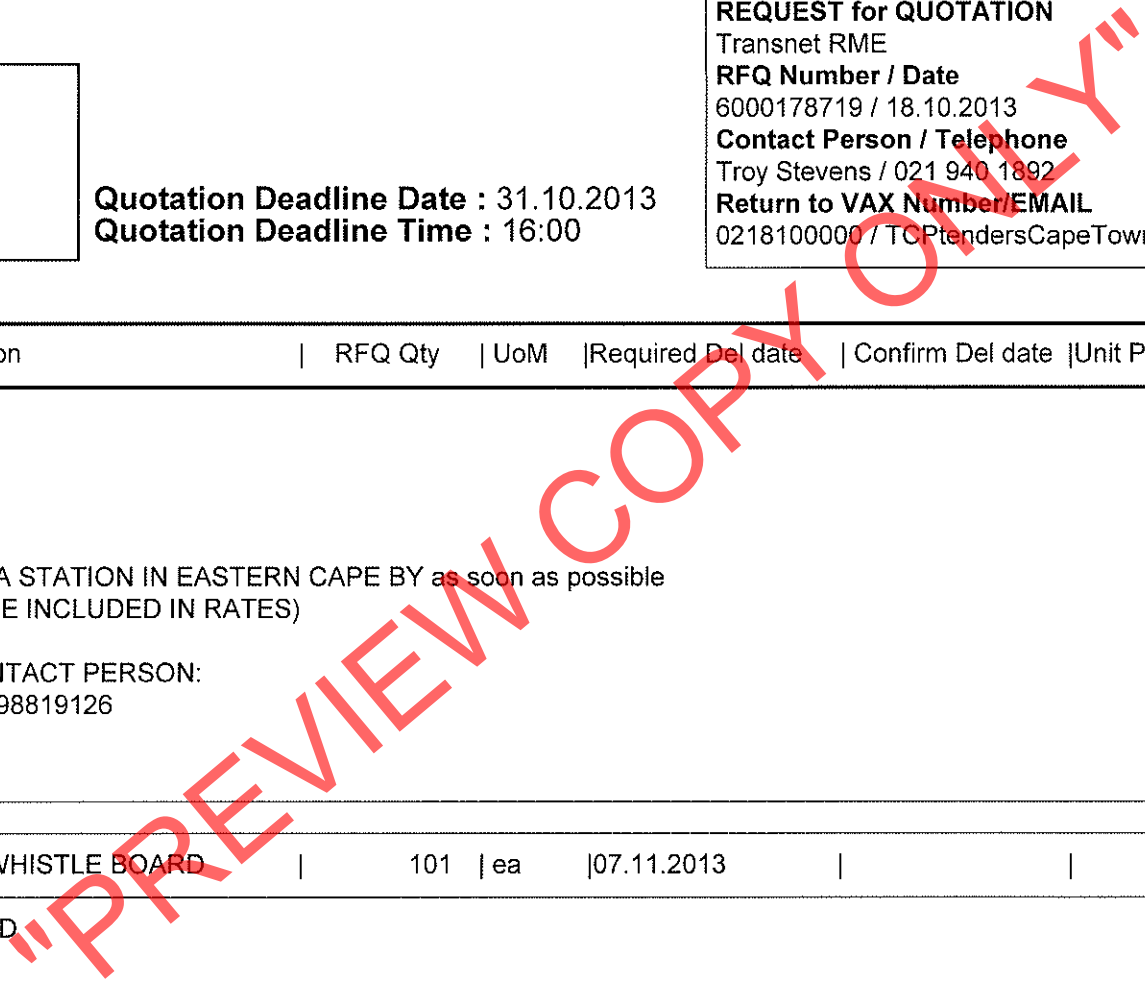 REQUEST for QUOTATION
Transnet RME
RFQ Number / Date
6000178719 / 18.10.2013
Contact Person / Telephone
Troy Stevens / 021 940 1892
Return to VAX Number/EMAIL
0218100000 / TCPtendersCapeTown
Quotation Deadline Date : 31.10.2013
Quotation Deadline Time : 16:00
on | RFQ Qty | UoM |Required Del date | Confirm Del date |Unit P
A STATION IN EASTERN CAPE BY as soon as possible
E INCLUDED IN RATES)
NTACT PERSON:
98819126
WHISTLE BOARD | 101 | ea |07.11.2013 | |
D
"PREVIEW COPY ONLY"